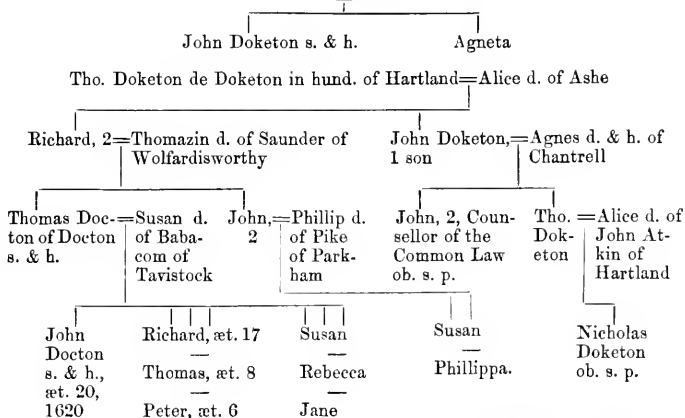 John Doketon s. & h.
Agneta
Tho. Doketon de Doketon in hund. of Hartland=Alice d. of Ashe
Richard, 2=Thomazin d. of Saunder of
Wolfardisworthy
John Doketon,=Agnes d. & h. of
1 son
Chantrell
Thomas Doc-=Susan d.
ton of Docton
of Baba-
s. & h.
com of
Tavistock
John,=Phillip d.
2
of Pike
of Park-
ham
John, 2, Coun-
sellor of the
Common Law
ob. s. p.
Tho. =Alice d. of
Dok-
John At-
eton
kin of
Hartland
John
Docton
s. & h.,
æt. 20,
1620
Richard, æt. 17
—
Thomas, æt. 8
—
Peter, æt. 6
Susan
—
Rebecca
—
Jane
Susan
—
Phillippa.
Nicholas
Doketon
ob. s. p.